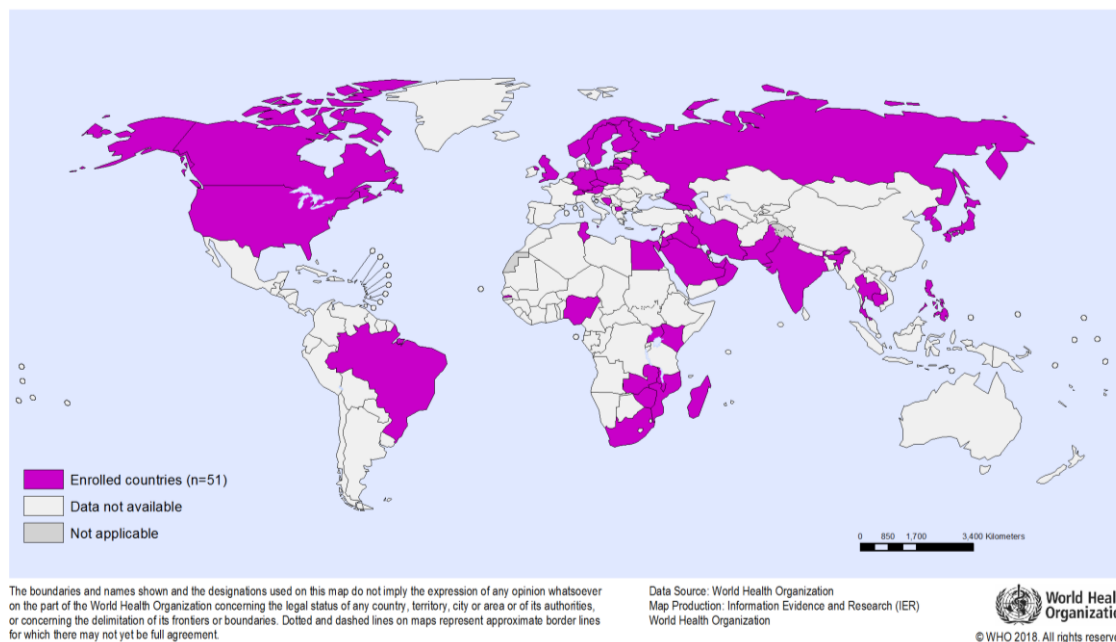 Enrolled countries (n=51)
Data not available
Not applicable
0 850 1,700 3,400 Kilometers
The boundaries and names shown and the designations used on this map do not imply the expression of any opinion whatsoever
on the part of the World Health Organization concerning the legal status of any country, territory, city or area or of its authorities,
or concerning the delimitation of its frontiers or boundaries. Dotted and dashed lines on maps represent approximate border lines
for which there may not yet be full agreement.
Data Source: World Health Organization
Map Production: Information Evidence and Research (IER)
World Health Organization
World Heal
Organizatio
© WHO 2018. All rights reserve